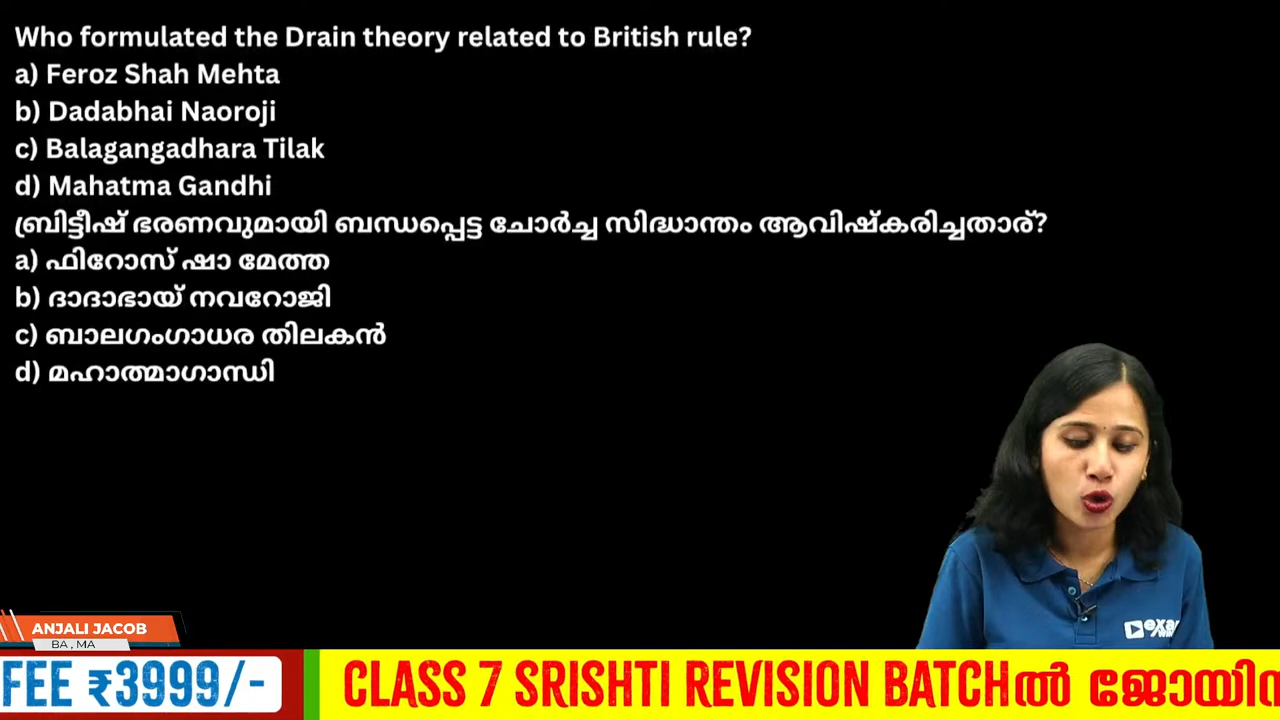 Who formulated the Drain theory related to British rule?
a) Feroz Shah Mehta
b) Dadabhai Naoroji
c) Balagangadhara Tilak
d) Mahatma Gandhi
ബ്രിട്ടീഷ് ഭരണവുമായി ബന്ധപ്പെട്ട ചോർച്ച സിദ്ധാന്തം ആവിഷ്കരിച്ചതാര്?
a) ഫിറോസ് ഷാ മേത്ത
b) ദാദാഭായ് നവറോജി
c) ബാലഗംഗാധര തിലകൻ
d) മഹാത്മാഗാന്ധി
ANJALI JACOB
BA , MA
FEE ₹3999/-
CLASS 7 SRISHTI REVISION BATCHൽ